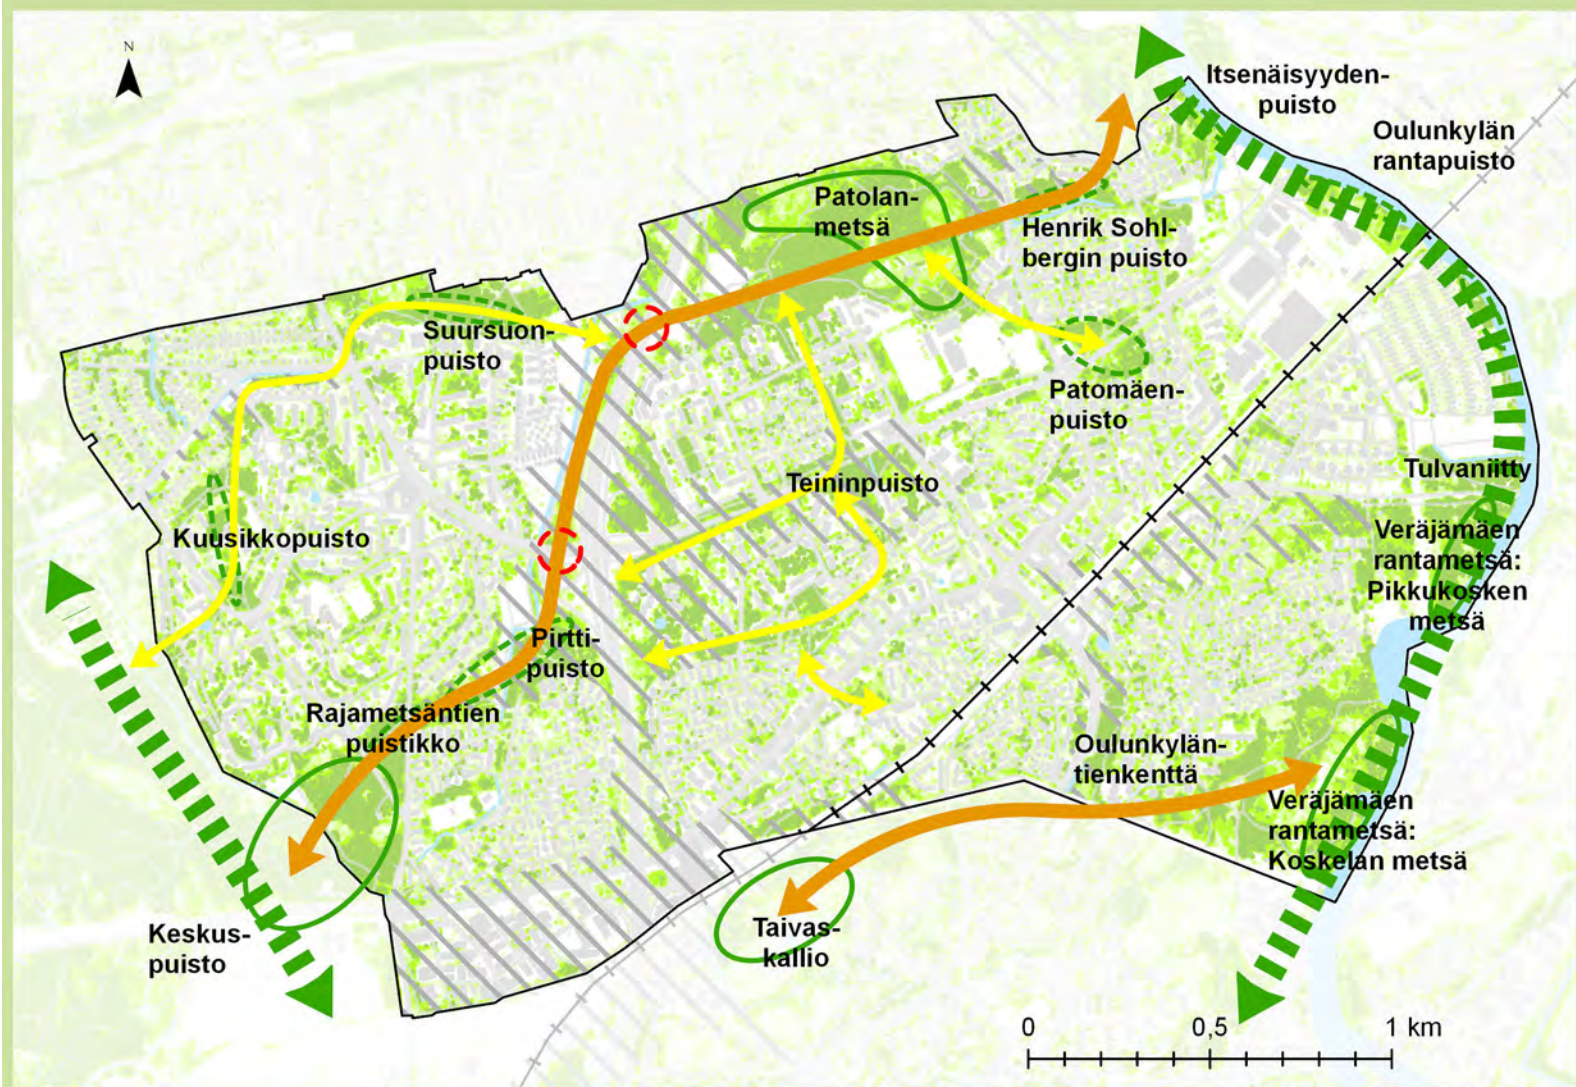 N
Itsenäisyyden-
puisto
Oulunkylän
rantapuisto
Patolan-
metsä
Henrik Sohl-
bergin puisto
Suursuon-
puisto
Patomäen-
puisto
Teininpuisto
Tulvaniitty
Kuusikkopuisto
Veräjämäen
rantametsä:
Pikkukosken
metsä
Pirtti-
puisto
Rajametsäntien
puistikko
Oulunkylän-
tienkenttä
Veräjämäen
rantametsä:
Koskelan metsä
Keskus-
puisto
Taivas-
kallio
0 0,5 1 km